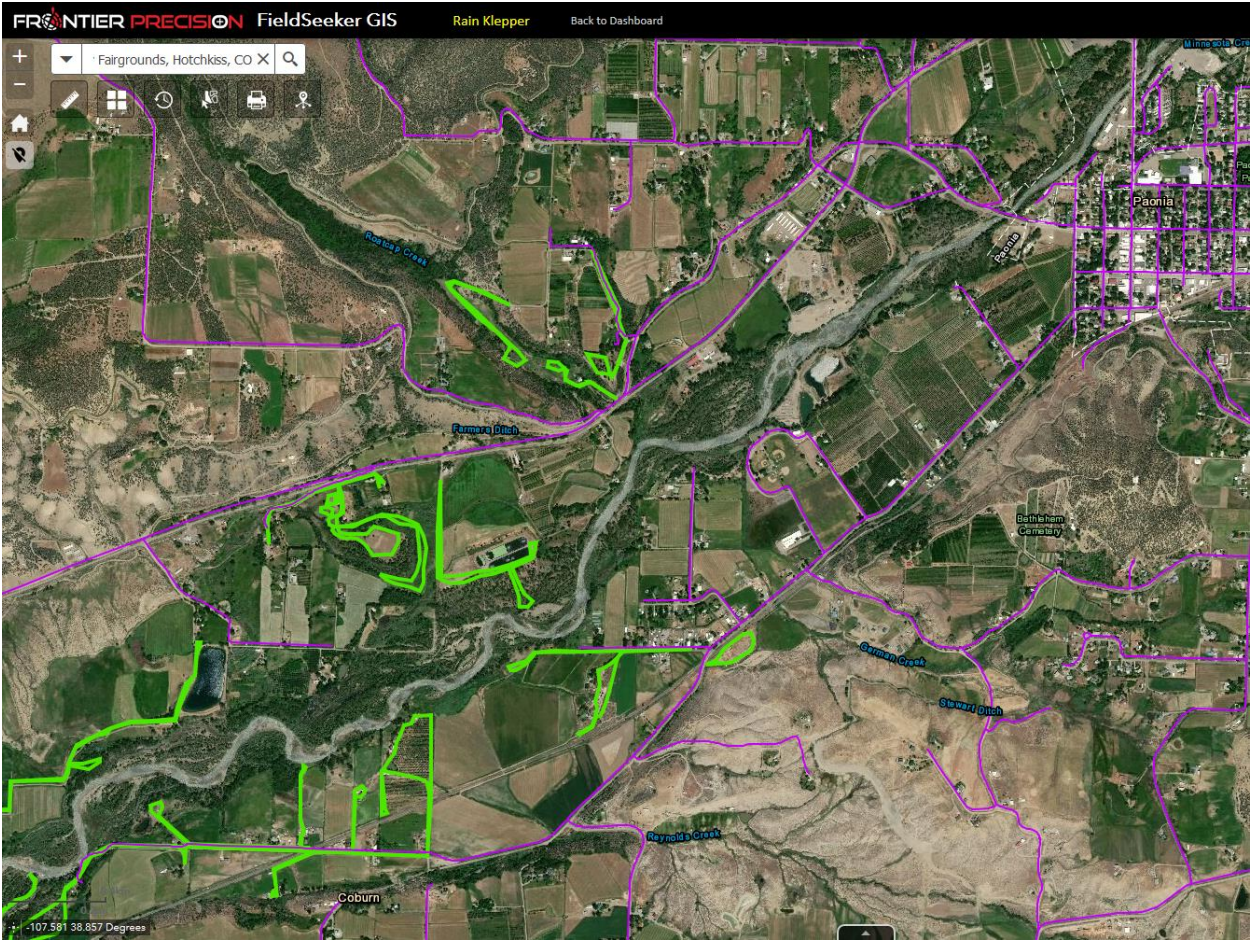 FRONTIER PRECISION FieldSeeker GIS Rain Klepper Back to Dashboard
Fairgrounds, Hotchkiss, CO
Minnesota Cre
Paonia
Paonia
Roatcap Creek
Farmers Ditch
Bethlehem
Cemetery
German Creek
Stewart Ditch
Reynolds Creek
Coburn
-107.581 38.857 Degrees